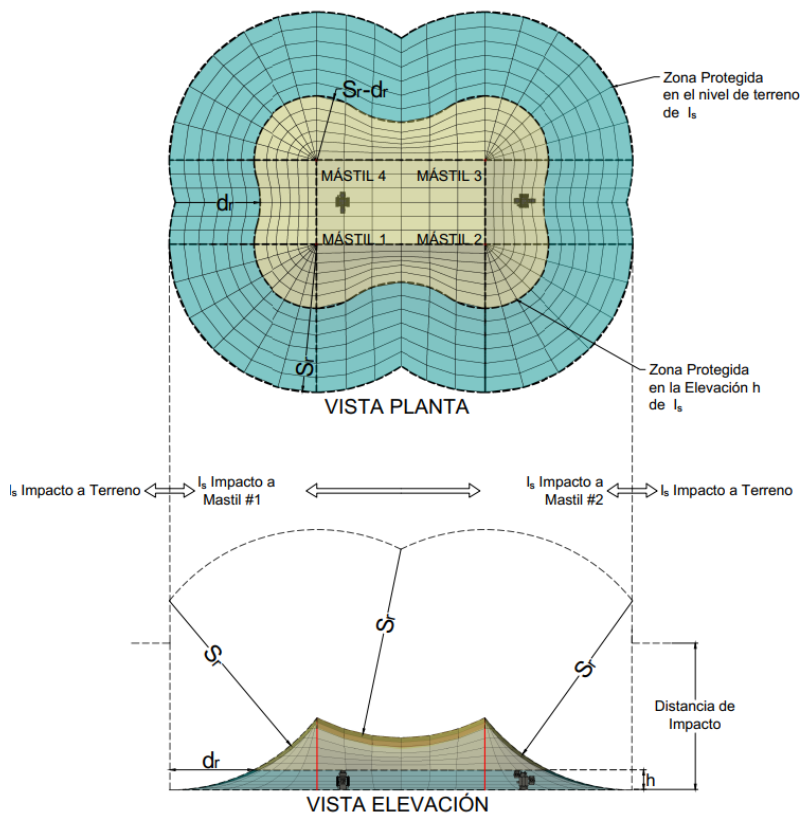 Sr-dr
Zona Protegida
en el nivel de terreno
de Is
MÁSTIL 4
MÁSTIL 3
dr
MÁSTIL 1
MÁSTIL 2
Sr
Zona Protegida
en la Elevación h
de Is
VISTA PLANTA
Is Impacto a Terreno
Is Impacto a
Mastil #1
Is Impacto a
Mastil #2
Is Impacto a Terreno
Sr
Sr
Sr
Distancia de
Impacto
dr
h
VISTA ELEVACIÓN